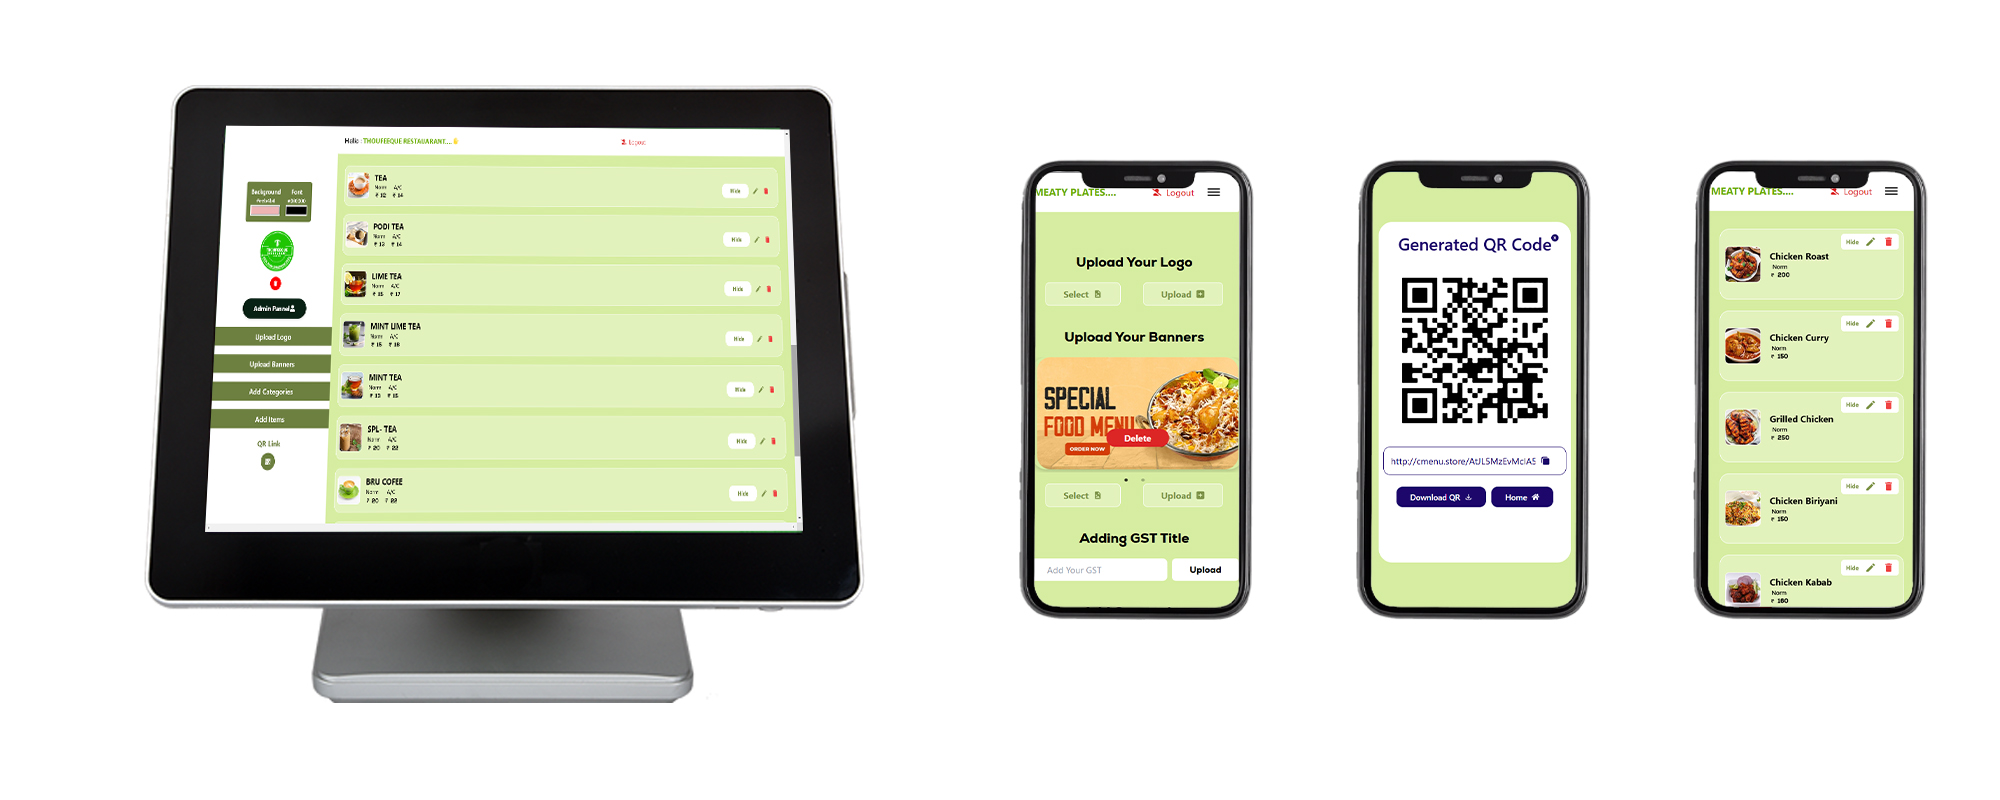 Hello : THOUFEEQUE RESTAUARANT....
Logout
Background Font
#000000
Admin Pannel
Upload Logo
Upload Banners
Add Categories
Add Items
QR Link
TEA
Norm A/C
₹ 12 ₹ 14
Hide
PODI TEA
Norm A/C
₹ 12 ₹ 14
Hide
LIME TEA
Norm A/C
₹ 15 ₹ 17
Hide
MINT LIME TEA
Norm A/C
₹ 15 ₹ 18
Hide
MINT TEA
Norm A/C
₹ 13 ₹ 15
Hide
SPL- TEA
Norm A/C
₹ 20 ₹ 22
Hide
BRU COFEE
Norm A/C
₹ 20 ₹ 22
Hide
MEATY PLATES....
Logout
Upload Your Logo
Select
Upload
Upload Your Banners
SPECIAL
FOOD MENU
Delete
ORDER NOW
Select
Upload
Adding GST Title
Add Your GST
Upload
Generated QR Code
http://cmenu.store/AtJLSMzEvMcIAS
Download QR
Home
MEATY PLATES....
Logout
Hide
Chicken Roast
Norm
₹ 200
Hide
Chicken Curry
Norm
₹ 150
Hide
Grilled Chicken
Norm
₹ 250
Hide
Chicken Biriyani
Norm
₹ 150
Hide
Chicken Kabab
Norm
₹ 160